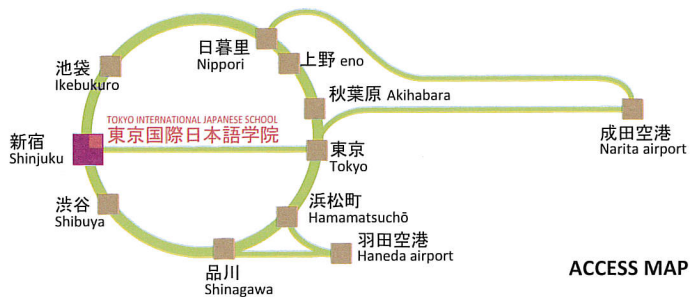 日暮里
Nippori
上野 eno
池袋
Ikebukuro
秋葉原 Akihabara
TOKYO INTERNATIONAL JAPANESE SCHOOL
東京国際日本語学院
新宿
Shinjuku
東京
Tokyo
成田空港
Narita airport
渋谷
Shibuya
浜松町
Hamamatsuchō
羽田空港
Haneda airport
品川
Shinagawa
ACCESS MAP